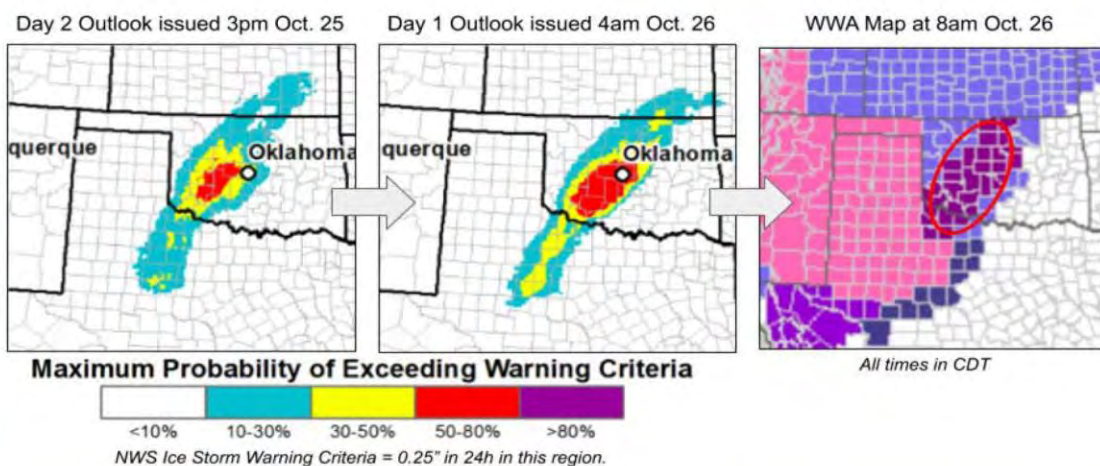 Day 2 Outlook issued 3pm Oct. 25
Day 1 Outlook issued 4am Oct. 26
WWA Map at 8am Oct. 26
querque
Oklahoma
querque
Oklahoma
All times in CDT
Maximum Probability of Exceeding Warning Criteria
<10%
10-30%
30-50%
50-80%
>80%
NWS Ice Storm Warning Criteria = 0.25" in 24h in this region.